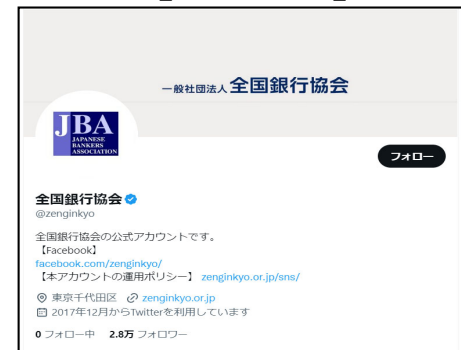 一般社団法人全国銀行協会
JBA
JAPANESE
BANKERS
ASSOCIATION
フォロー
全国銀行協会
@zenginkyo
全国銀行協会の公式アカウントです。
【Facebook】
facebook.com/zenginkyo/
【本アカウントの運用ポリシー】 zenginkyo.or.jp/sns/
東京千代田区 zenginkyo.or.jp
2017年12月からTwitterを利用しています
0 フォロー中 2.8万 フォロワー